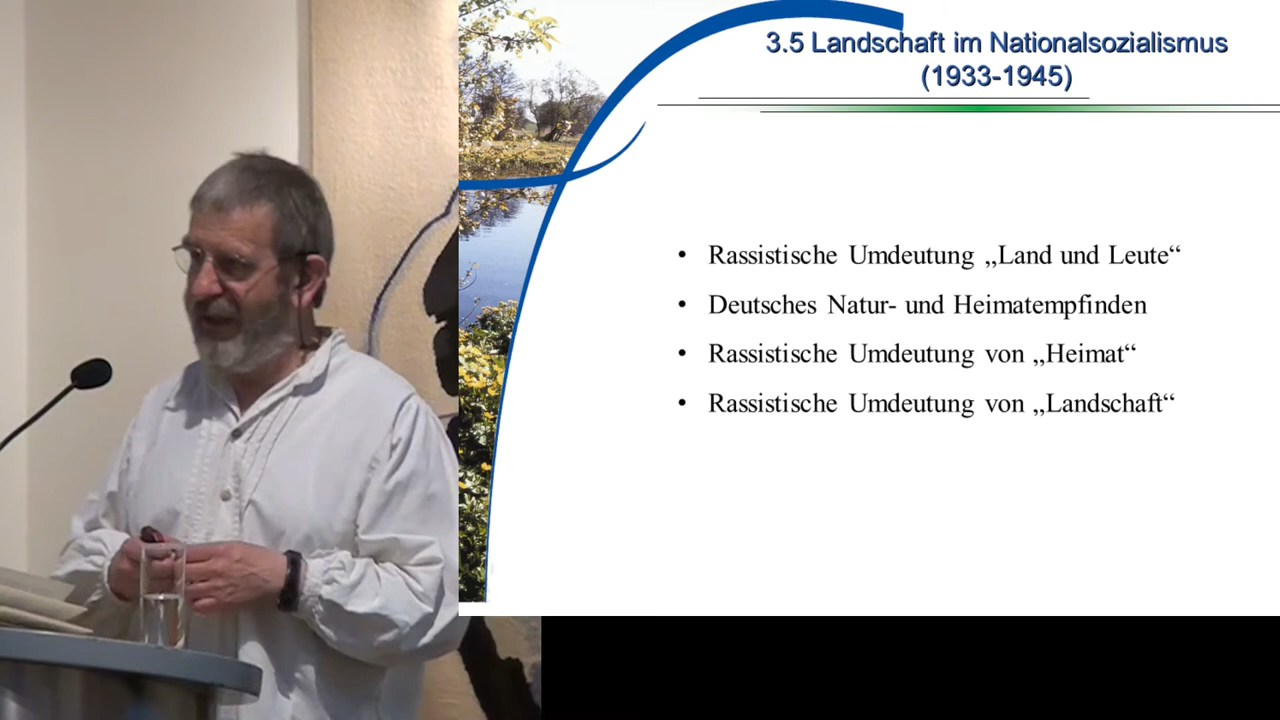 3.5 Landschaft im Nationalsozialismus
(1933-1945)
• Rassistische Umdeutung „Land und Leute“
• Deutsches Natur- und Heimatempfinden
• Rassistische Umdeutung von „Heimat“
• Rassistische Umdeutung von „Landschaft“